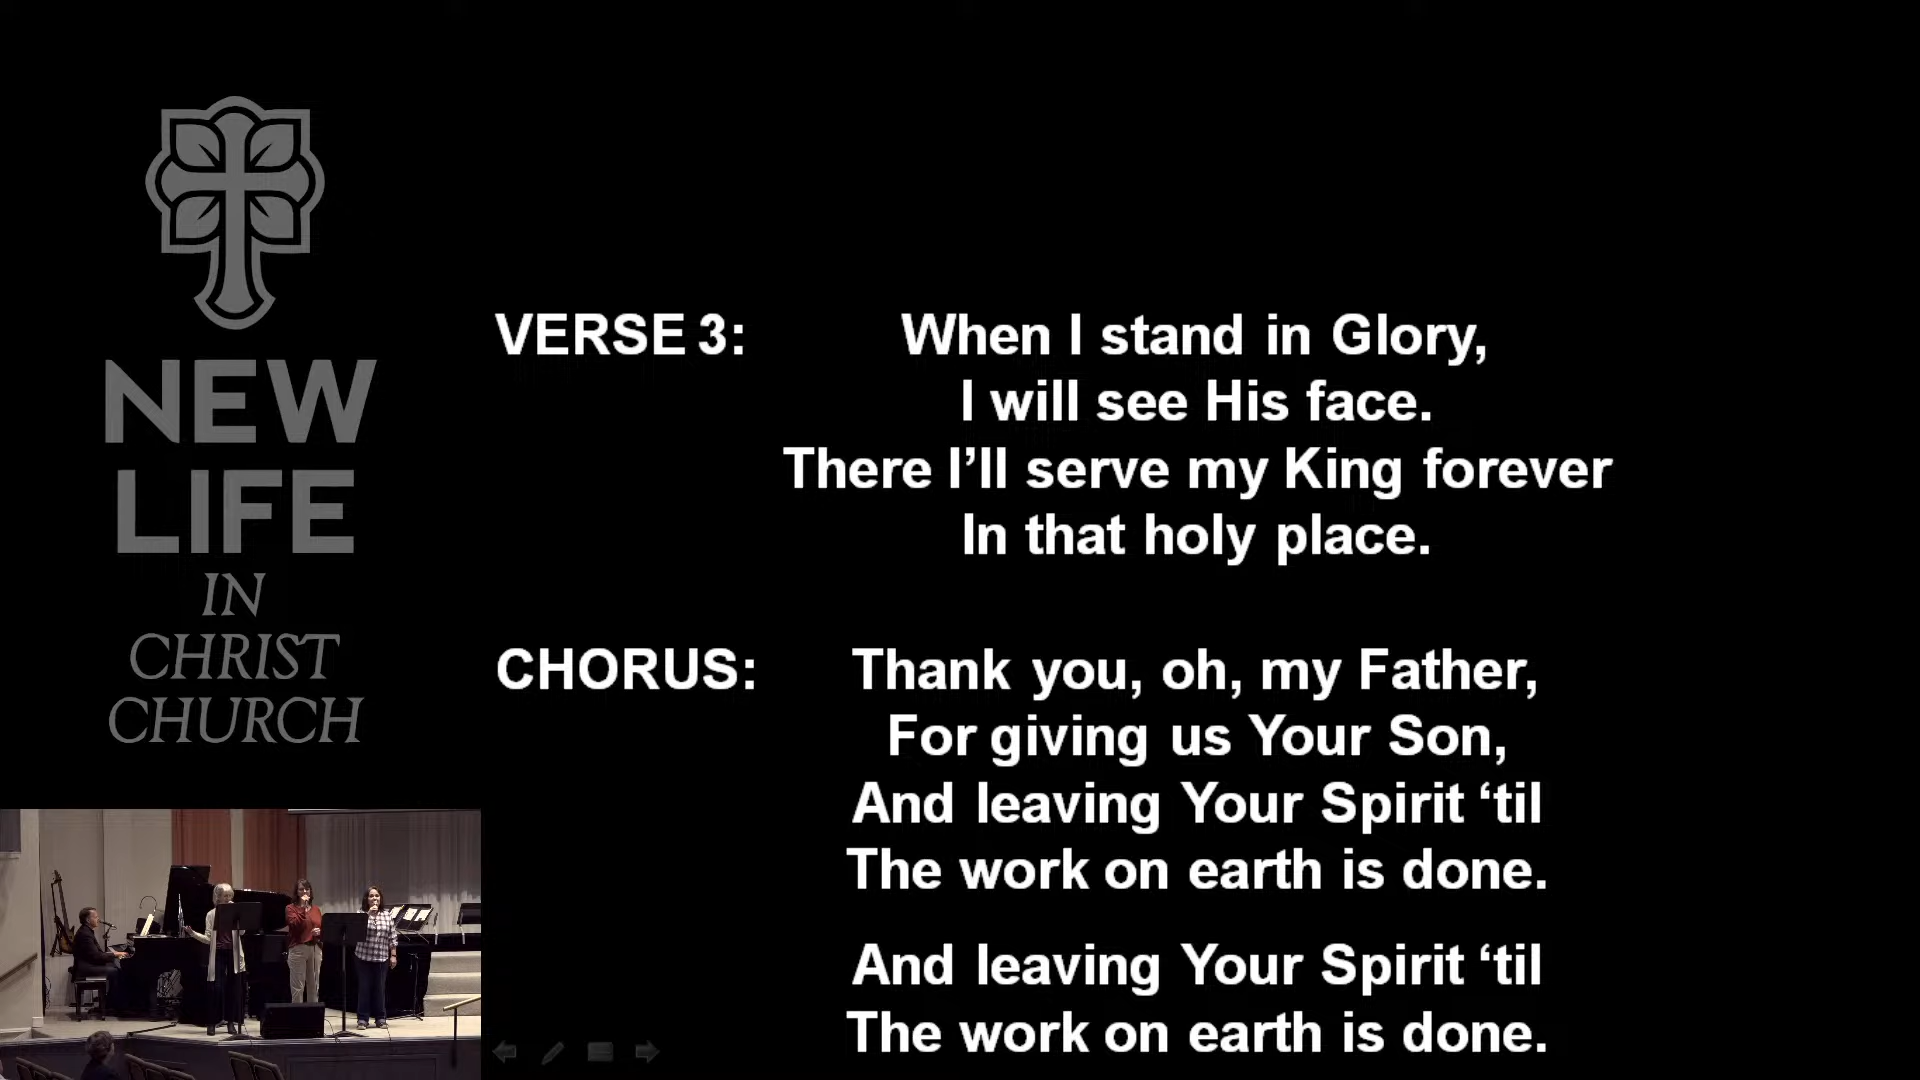 NEW
LIFE
IN
CHRIST
CHURCH
VERSE 3: When I stand in Glory,
I will see His face.
There I’ll serve my King forever
In that holy place.
CHORUS: Thank you, oh, my Father,
For giving us Your Son,
And leaving Your Spirit ‘til
The work on earth is done.
And leaving Your Spirit ‘til
The work on earth is done.